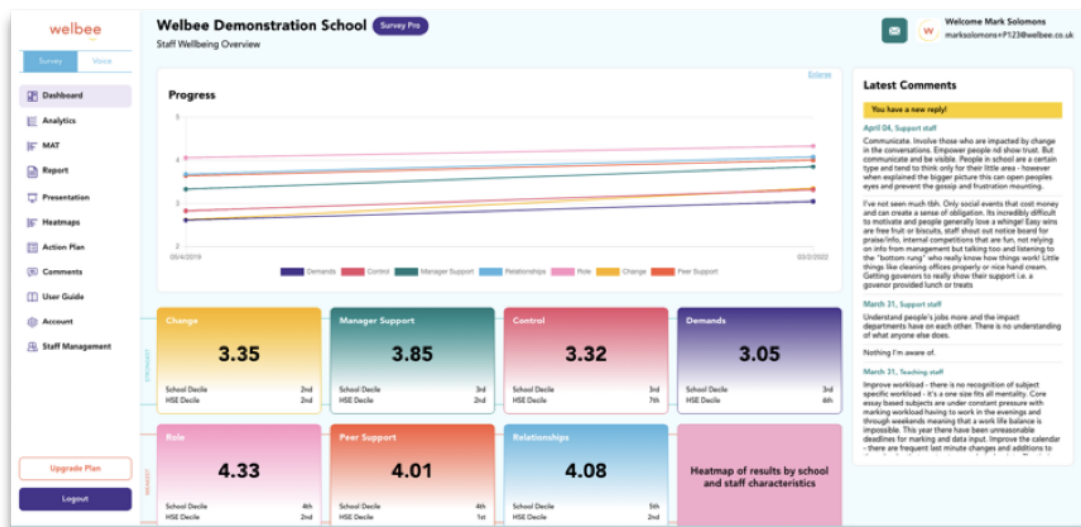 welbee
Survey
Voice
Dashboard
Analytics
MAT
Report
Presentation
Heatmaps
Action Plan
Comments
User Guide
Account
Staff Management
Upgrade Plan
Logout
Welbee Demonstration School
Survey Pro
Staff Wellbeing Overview
w
Welcome Mark Solomons
marksolomons+P123@welbee.co.uk
Enlarge
Progress
5
4
3
2
05/4/2019
03/2/2022
Demands
Control
Manager Support
Relationships
Role
Change
Peer Support
STRONGEST
Change
3.35
School Decile 2nd
HSE Decile 2nd
Manager Support
3.85
School Decile 3rd
HSE Decile 2nd
Control
3.32
School Decile 3rd
HSE Decile 7th
Demands
3.05
School Decile 3rd
HSE Decile 6th
WEAKEST
Role
4.33
School Decile 4th
HSE Decile 2nd
Peer Support
4.01
School Decile 4th
HSE Decile 1st
Relationships
4.08
School Decile 5th
HSE Decile 2nd
Heatmap of results by school
and staff characteristics
Latest Comments
You have a new reply!
April 04, Support staff
Communicate. Involve those who are impacted by change
in the conversations. Empower people nd show trust. But
communicate and be visible. People in school are a certain
type and tend to think only for their little area - however
when explained the bigger picture this can open peoples
eyes and prevent the gossip and frustration mounting.
I've not seen much tbh. Only social events that cost money
and can create a sense of obligation. Its incredibly difficult
to motivate and people generally love a whinge! Easy wins
are free fruit or biscuits, staff shout out notice board for
praise/info, internal competitions that are fun, not relying
on info from management but talking too and listening to
the "bottom rung" who really know how things work! Little
things like cleaning offices properly or nice hand cream.
Getting govenors to really show their support i.e. a
govenor provided lunch or treats
March 31, Support staff
Understand people's jobs more and the impact
departments have on each other. There is no understanding
of what anyone else does.
Nothing I'm aware of.
March 31, Teaching staff
Improve workload - there is no recognition of subject
specific workload - it's a one size fits all mentality. Core
essay based subjects are under constant pressure with
marking workload having to work in the evenings and
through weekends meaning that a work life balance is
impossible. This year there have been unreasonable
deadlines for marking and data input. Improve the calendar
- there are frequent last minute changes and additions to